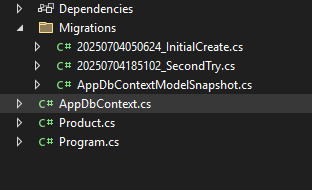 Dependencies
Migrations
C# 20250704050624_InitialCreate.cs
C# 20250704185102_SecondTry.cs
C# AppDbContextModelSnapshot.cs
C# AppDbContext.cs
C# Product.cs
C# Program.cs